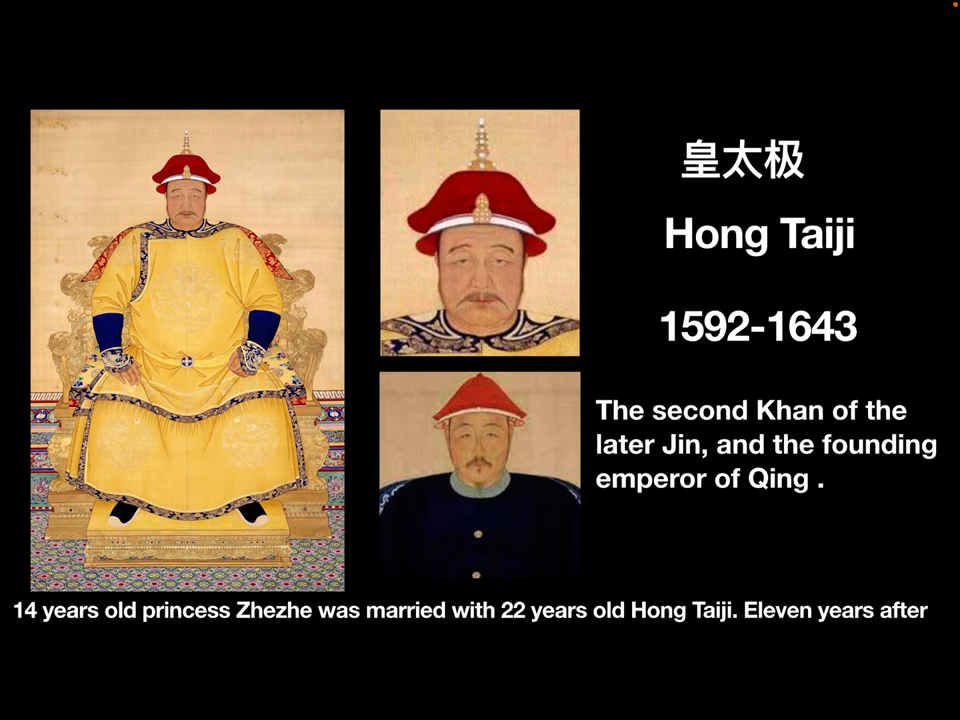 皇太极
Hong Taiji
1592-1643
The second Khan of the
later Jin, and the founding
emperor of Qing .
14 years old princess Zhezhe was married with 22 years old Hong Taiji. Eleven years after